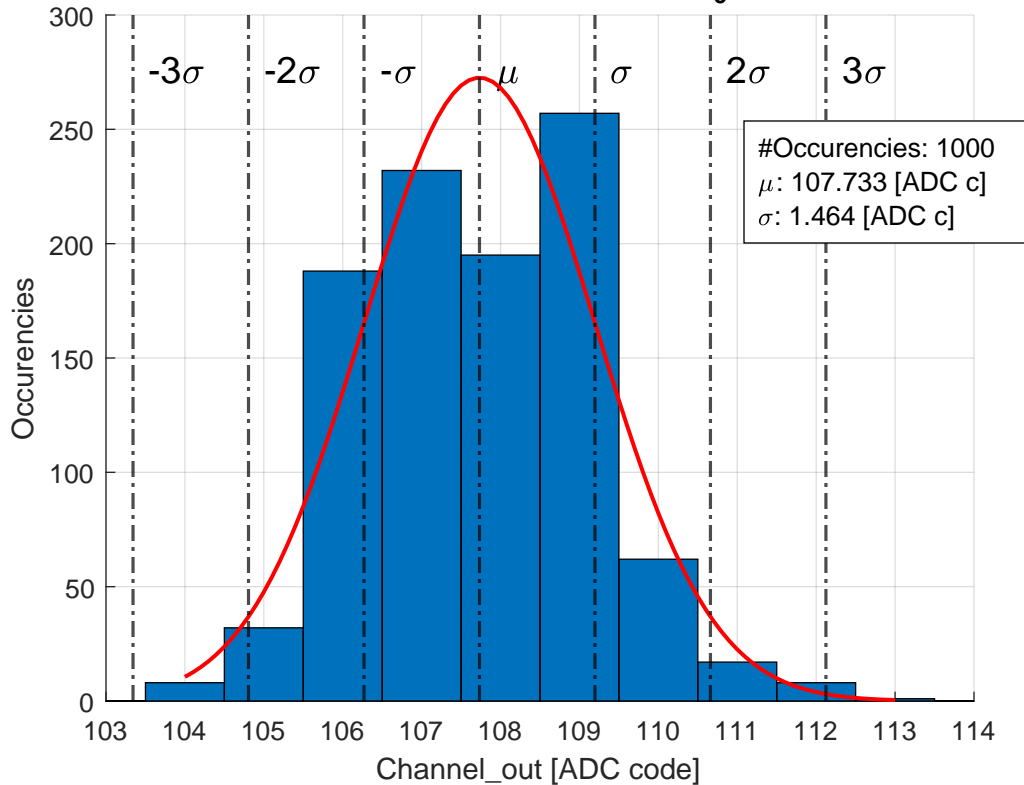 300
250
200
150
100
50
0
-3σ
-2σ
-σ
μ
σ
2σ
3σ
#Occurencies: 1000
μ: 107.733 [ADC c]
σ: 1.464 [ADC c]
Occurencies
103 104 105 106 107 108 109 110 111 112 113 114
Channel_out [ADC code]